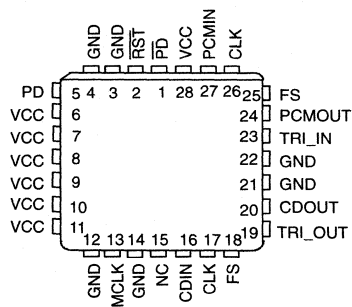 GND GND RST PD VCC PCMIN CLK
4 3 2 1 28 27 26
PD 5 25 FS
VCC 6 24 PCMOUT
VCC 7 23 TRI_IN
VCC 8 22 GND
VCC 9 21 GND
VCC 10 20 CDOUT
VCC 11 19 TRI_OUT
12 13 14 15 16 17 18
GND MCLK GND NC CDIN CLK FS